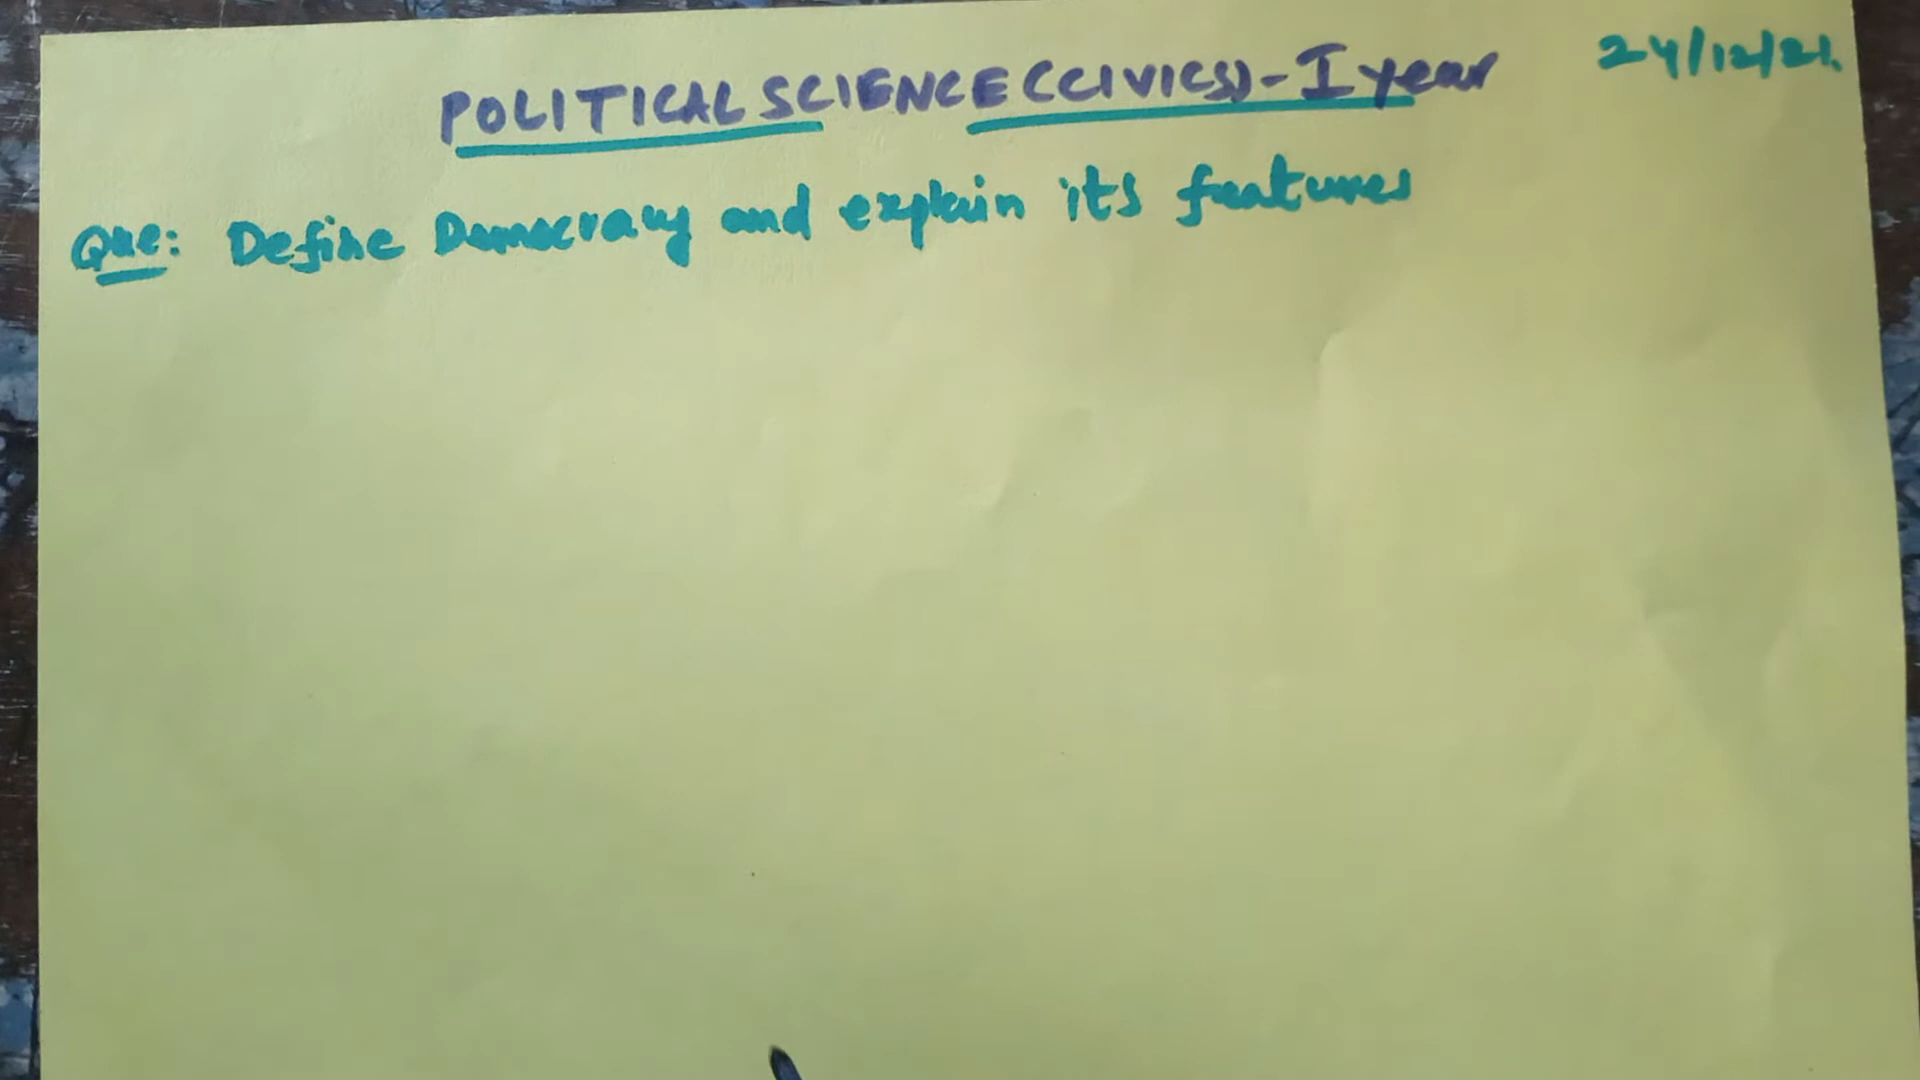 POLITICAL SCIENCE (CIVICS) - I year
24/12/21.
Que: Define Democracy and explain its features